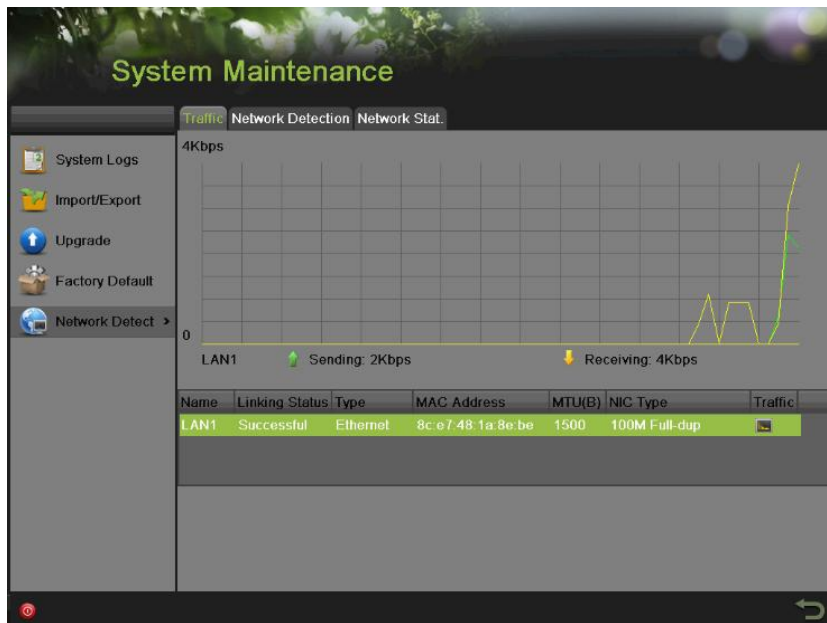 System Maintenance
Traffic Network Detection Network Stat.
System Logs
Import/Export
Upgrade
Factory Default
Network Detect >
4Kbps
0
LAN1 Sending: 2Kbps Receiving: 4Kbps
Name Linking Status Type MAC Address MTU(B) NIC Type Traffic
LAN1 Successful Ethernet 8c:e7:48:1a:8e:be 1500 100M Full-dup